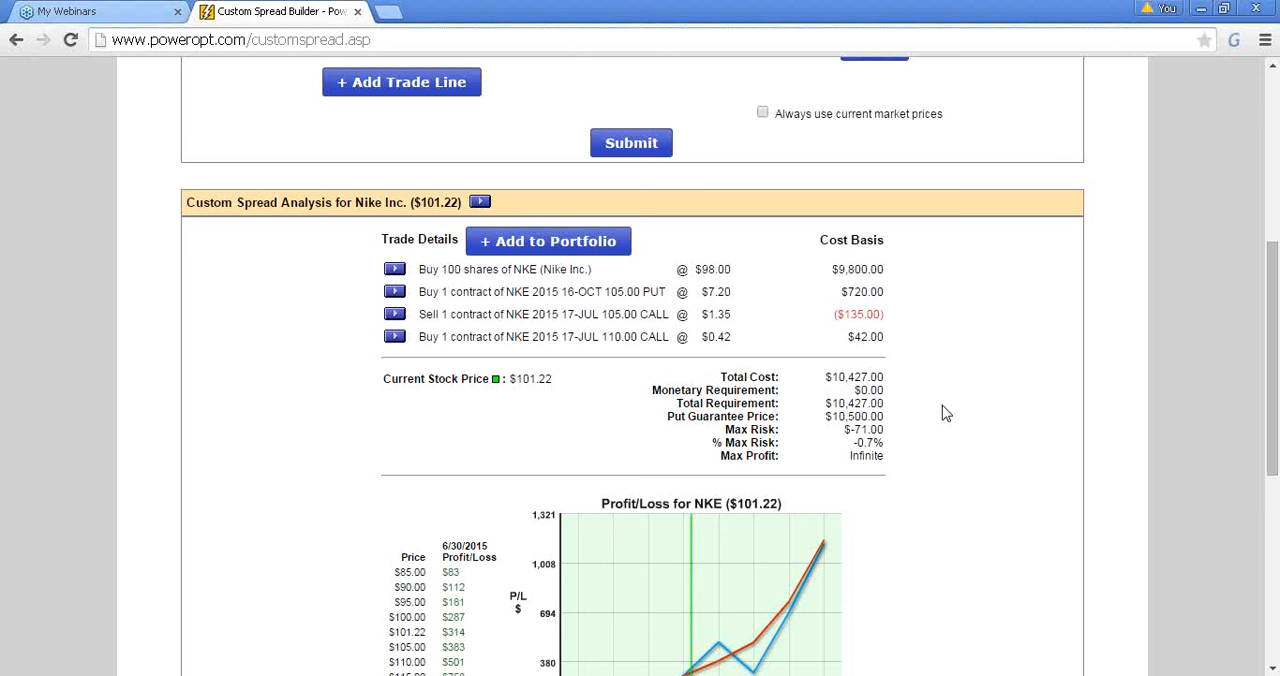 My Webinars
Custom Spread Builder - Pow
You
www.poweropt.com/customspread.asp
+ Add Trade Line
Always use current market prices
Submit
Custom Spread Analysis for Nike Inc. ($101.22)
Trade Details + Add to Portfolio Cost Basis
Buy 100 shares of NKE (Nike Inc.) @ $98.00 $9,800.00
Buy 1 contract of NKE 2015 16-OCT 105.00 PUT @ $7.20 $720.00
Sell 1 contract of NKE 2015 17-JUL 105.00 CALL @ $1.35 ($135.00)
Buy 1 contract of NKE 2015 17-JUL 110.00 CALL @ $0.42 $42.00
Current Stock Price : $101.22
Total Cost: $10,427.00
Monetary Requirement: $0.00
Total Requirement: $10,427.00
Put Guarantee Price: $10,500.00
Max Risk: $-71.00
% Max Risk: -0.7%
Max Profit: Infinite
Profit/Loss for NKE ($101.22)
6/30/2015
Price Profit/Loss
$85.00 $83
$90.00 $112
$95.00 $181
$100.00 $287
$101.22 $314
$105.00 $383
$110.00 $501
P/L
$
1,321
1,008
694
380